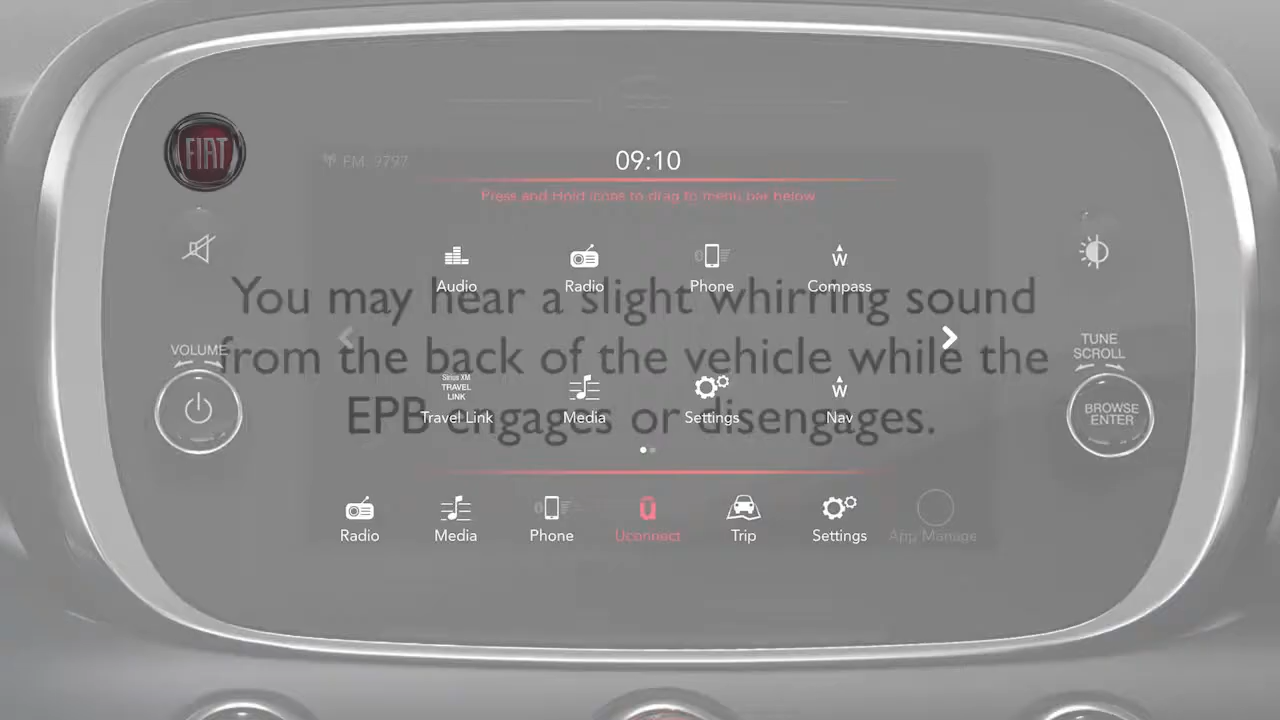 FIAT
FM: 9797
09:10
Press and Hold icons to drag to menu bar below
Audio
Radio
Phone
W
Compass
You may hear a slight whirring sound
from the back of the vehicle while the
EPB engages or disengages.
VOLUME
TUNE
SCROLL
BROWSE
ENTER
Sirius XM
TRAVEL
LINK
Travel Link
Media
Settings
W
Nav
Radio
Media
Phone
Uconnect
Trip
Settings
App Manage